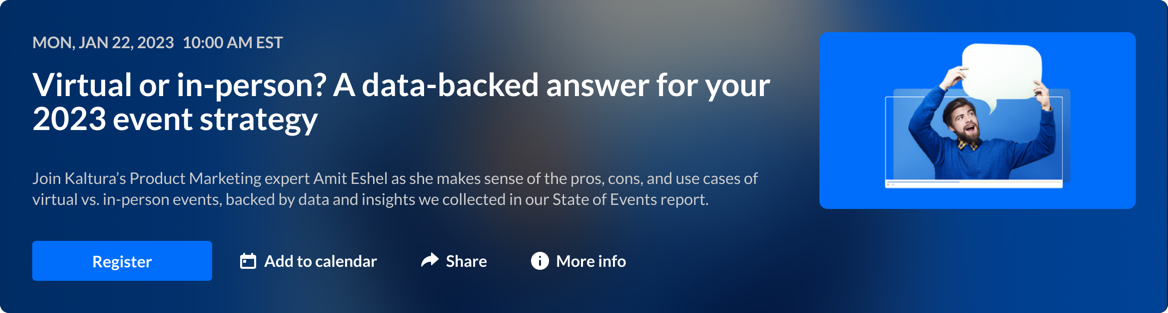 MON, JAN 22, 2023 10:00 AM EST
Virtual or in-person? A data-backed answer for your
2023 event strategy
Join Kaltura’s Product Marketing expert Amit Eshel as she makes sense of the pros, cons, and use cases of
virtual vs. in-person events, backed by data and insights we collected in our State of Events report.
Register Add to calendar Share More info